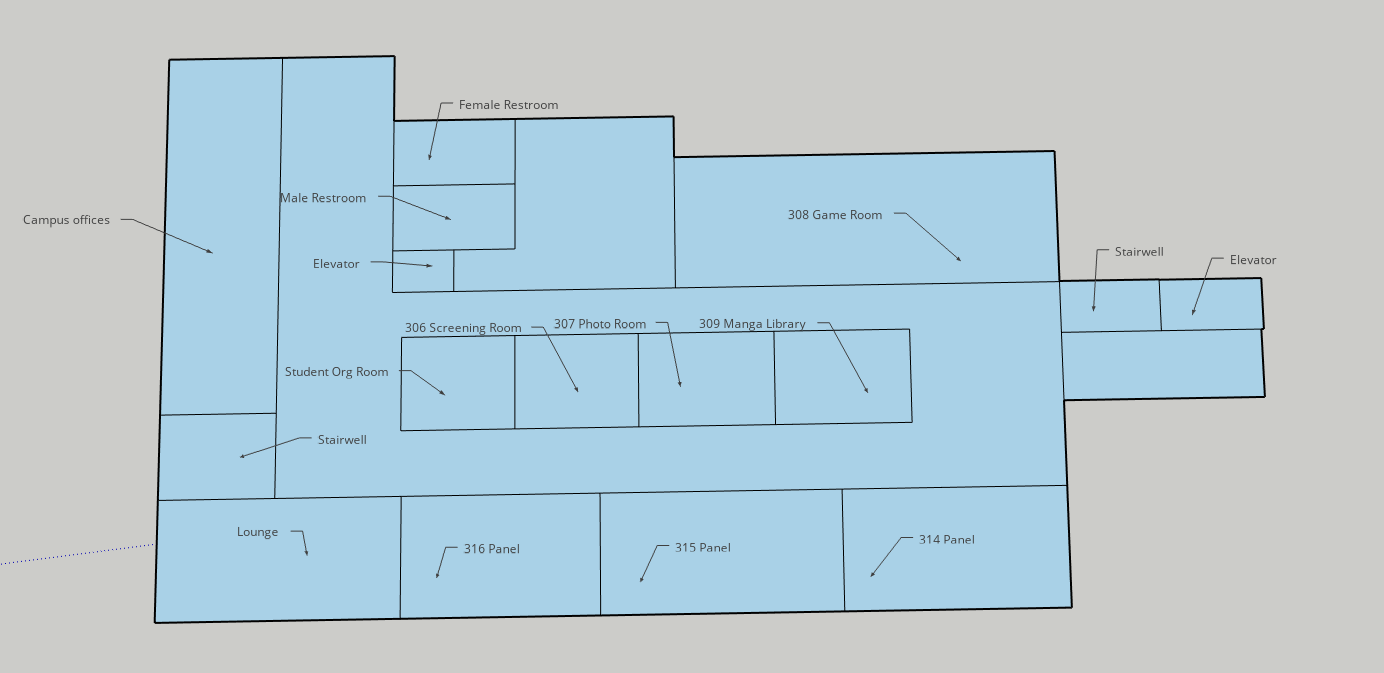 Female Restroom
Male Restroom
Campus offices
308 Game Room
Stairwell
Elevator
Elevator
306 Screening Room
307 Photo Room
309 Manga Library
Student Org Room
Stairwell
Lounge
316 Panel
315 Panel
314 Panel